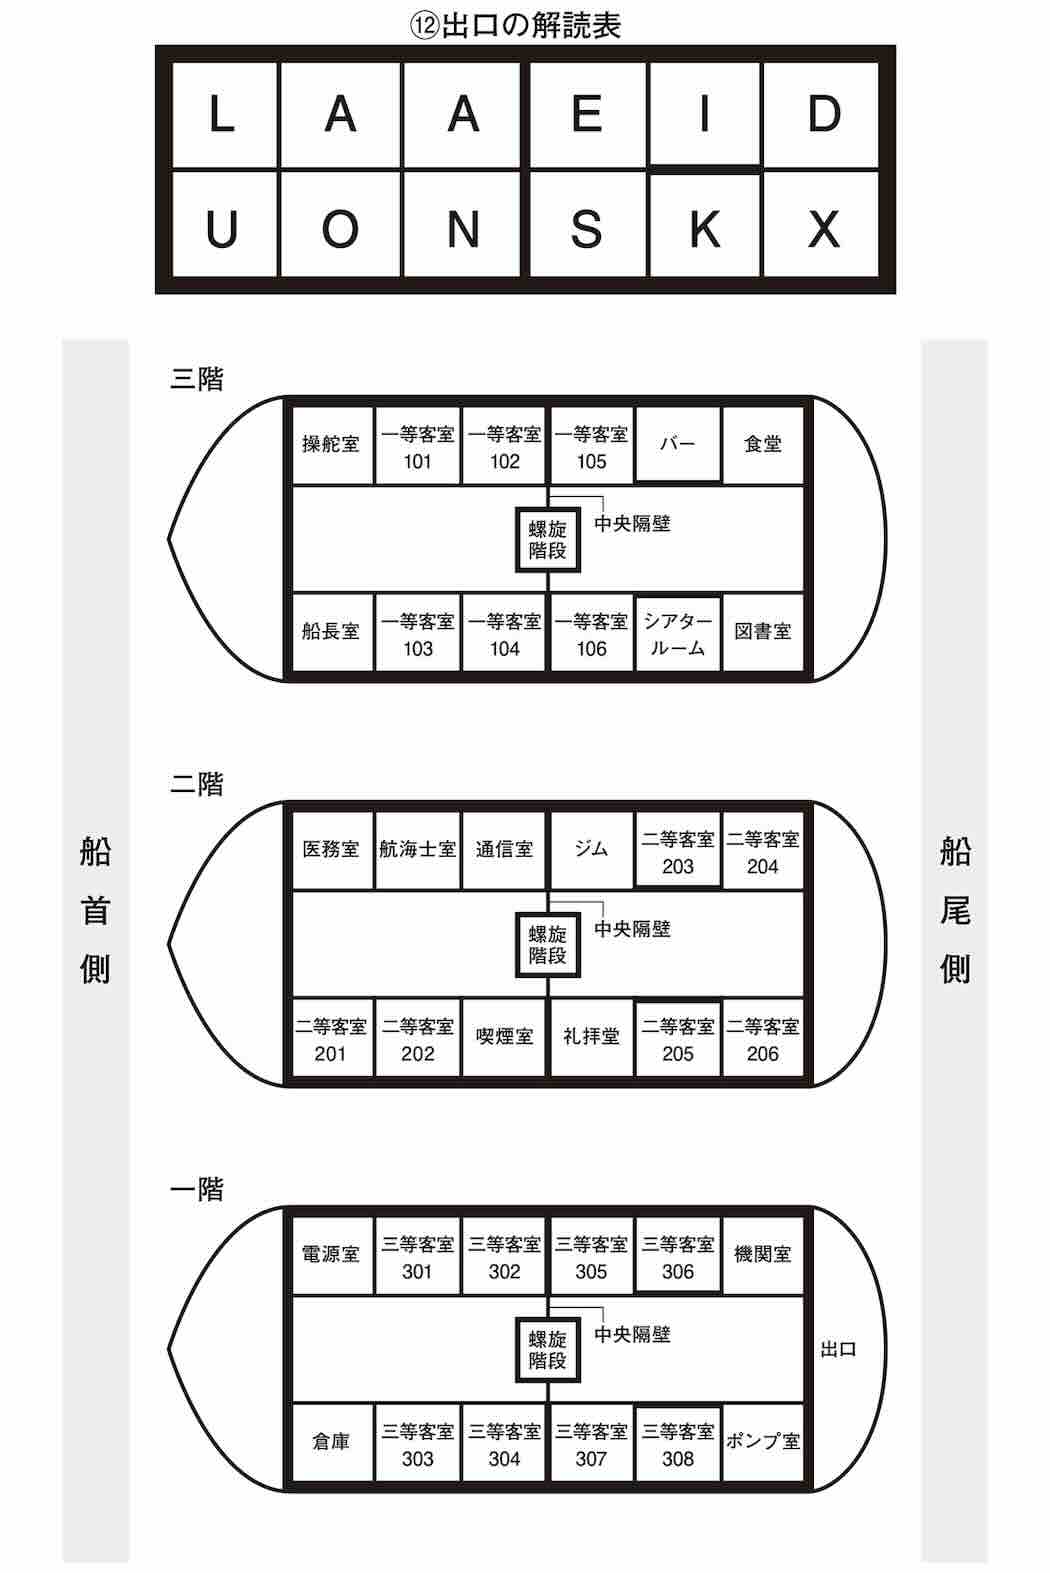 ⑫出口の解読表
L A A E I D
U O N S K X
船首側
船尾側
三階
操舵室 一等客室 一等客室 一等客室 バー 食堂
101 102 105
螺旋
階段
中央隔壁
船長室 一等客室 一等客室 一等客室 シアター 図書室
103 104 106 ルーム
二階
医務室 航海士室 通信室 ジム 二等客室 二等客室
203 204
螺旋
階段
中央隔壁
二等客室 二等客室 喫煙室 礼拝堂 二等客室 二等客室
201 202 205 206
一階
電源室 三等客室 三等客室 三等客室 三等客室 機関室
301 302 305 306
螺旋
階段
中央隔壁
出口
倉庫 三等客室 三等客室 三等客室 三等客室 ポンプ室
303 304 307 308